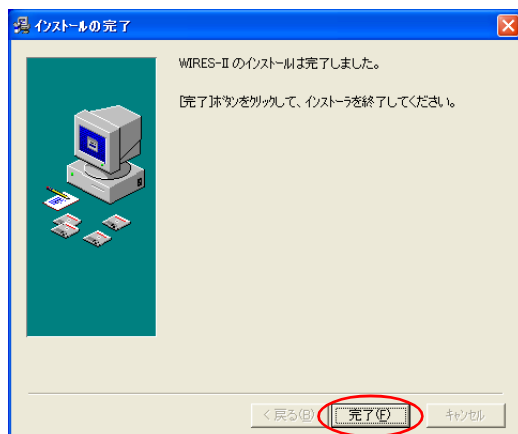 インストールの完了
WIRES-II のインストールは完了しました。
[完了]ボタンをクリックして、インストーラを終了してください。
< 戻る(B)
完了(F)
キャンセル